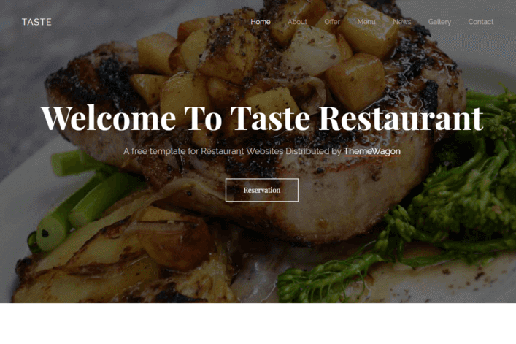 TASTE
Home About Offer Menu News Gallery Contact
Welcome To Taste Restaurant
A free template for Restaurant Websites Distributed by ThemeWagon
Reservation